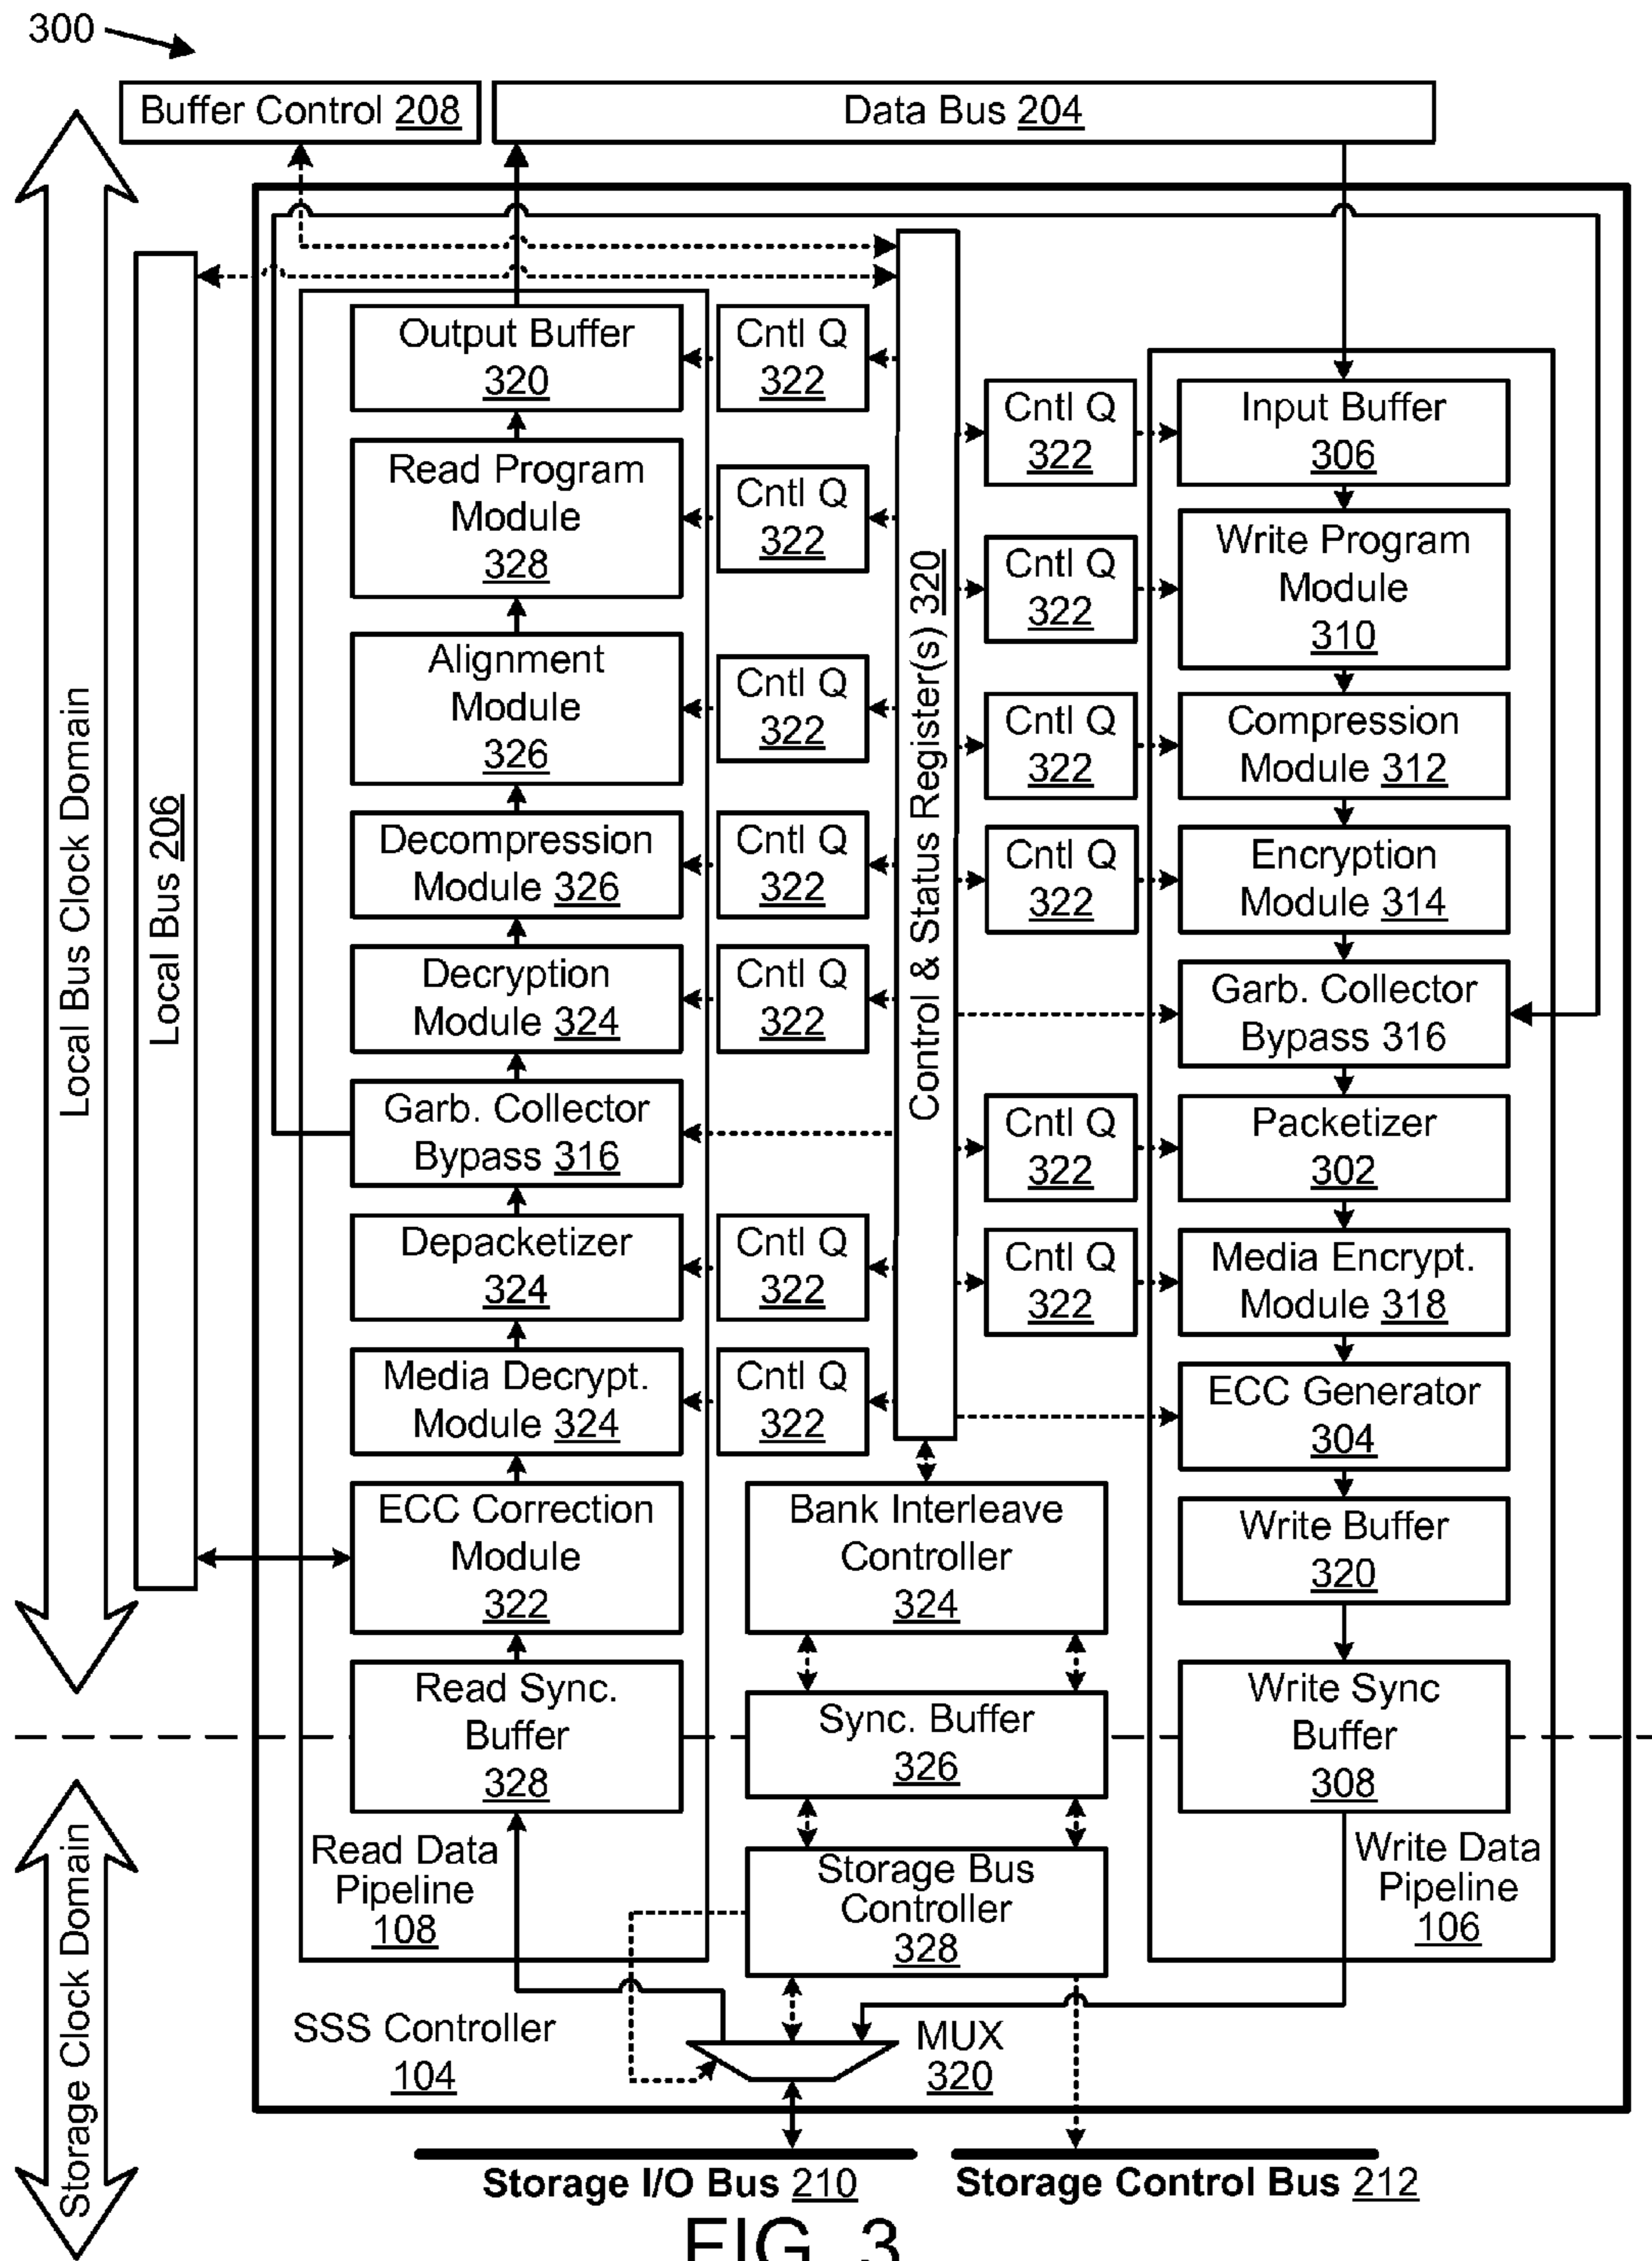 300
Buffer Control 208
Data Bus 204
Local Bus Clock Domain
Local Bus 206
Output Buffer
320
Cntl Q
322
Read Program
Module
328
Cntl Q
322
Alignment
Module
326
Cntl Q
322
Decompression
Module 326
Cntl Q
322
Decryption
Module 324
Cntl Q
322
Garb. Collector
Bypass 316
Depacketizer
324
Cntl Q
322
Media Decrypt.
Module 324
Cntl Q
322
ECC Correction
Module
322
Read Sync.
Buffer
328
Read Data
Pipeline
108
Control & Status Register(s) 320
Bank Interleave
Controller
324
Sync. Buffer
326
Storage Bus
Controller
328
Cntl Q
322
Input Buffer
306
Cntl Q
322
Write Program
Module
310
Cntl Q
322
Compression
Module 312
Cntl Q
322
Encryption
Module 314
Garb. Collector
Bypass 316
Cntl Q
322
Packetizer
302
Cntl Q
322
Media Encrypt.
Module 318
ECC Generator
304
Write Buffer
320
Write Sync
Buffer
308
Write Data
Pipeline
106
Storage Clock Domain
SSS Controller
104
MUX
320
Storage I/O Bus 210
Storage Control Bus 212
FIG. 3